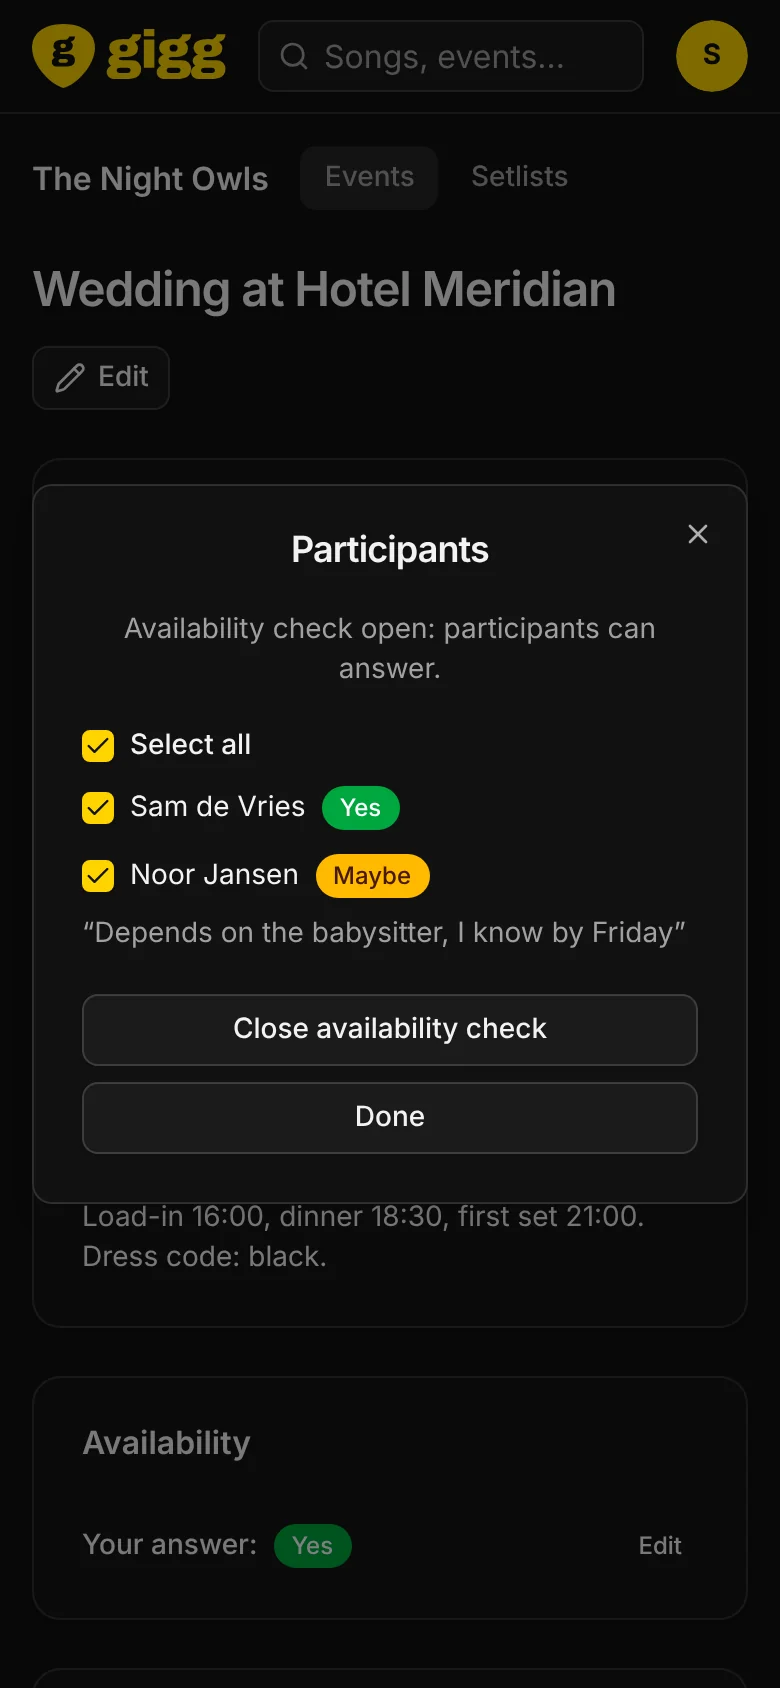 g gigg
Songs, events...
S
The Night Owls
Events
Setlists
Wedding at Hotel Meridian
Edit
Participants
Availability check open: participants can
answer.
Select all
Sam de Vries Yes
Noor Jansen Maybe
“Depends on the babysitter, I know by Friday”
Close availability check
Done
Load-in 16:00, dinner 18:30, first set 21:00.
Dress code: black.
Availability
Your answer: Yes
Edit